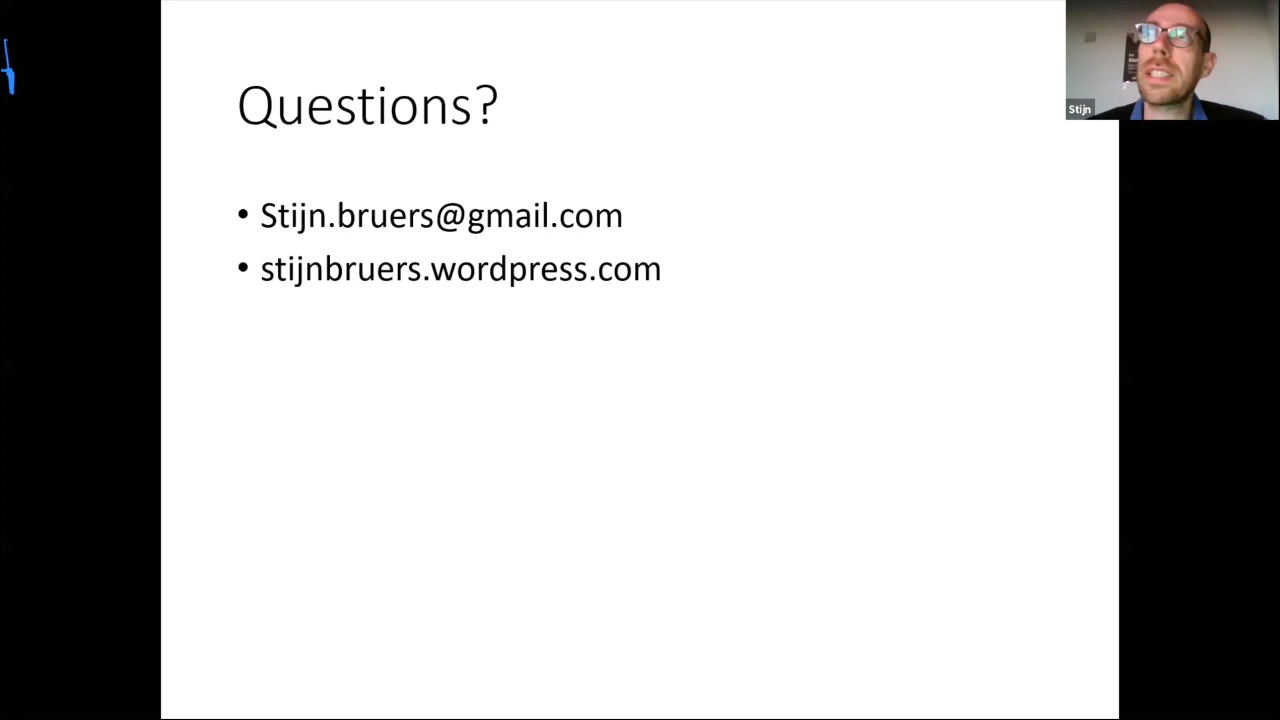 Questions?
• Stijn.bruers@gmail.com
• stijnbruers.wordpress.com
Stijn